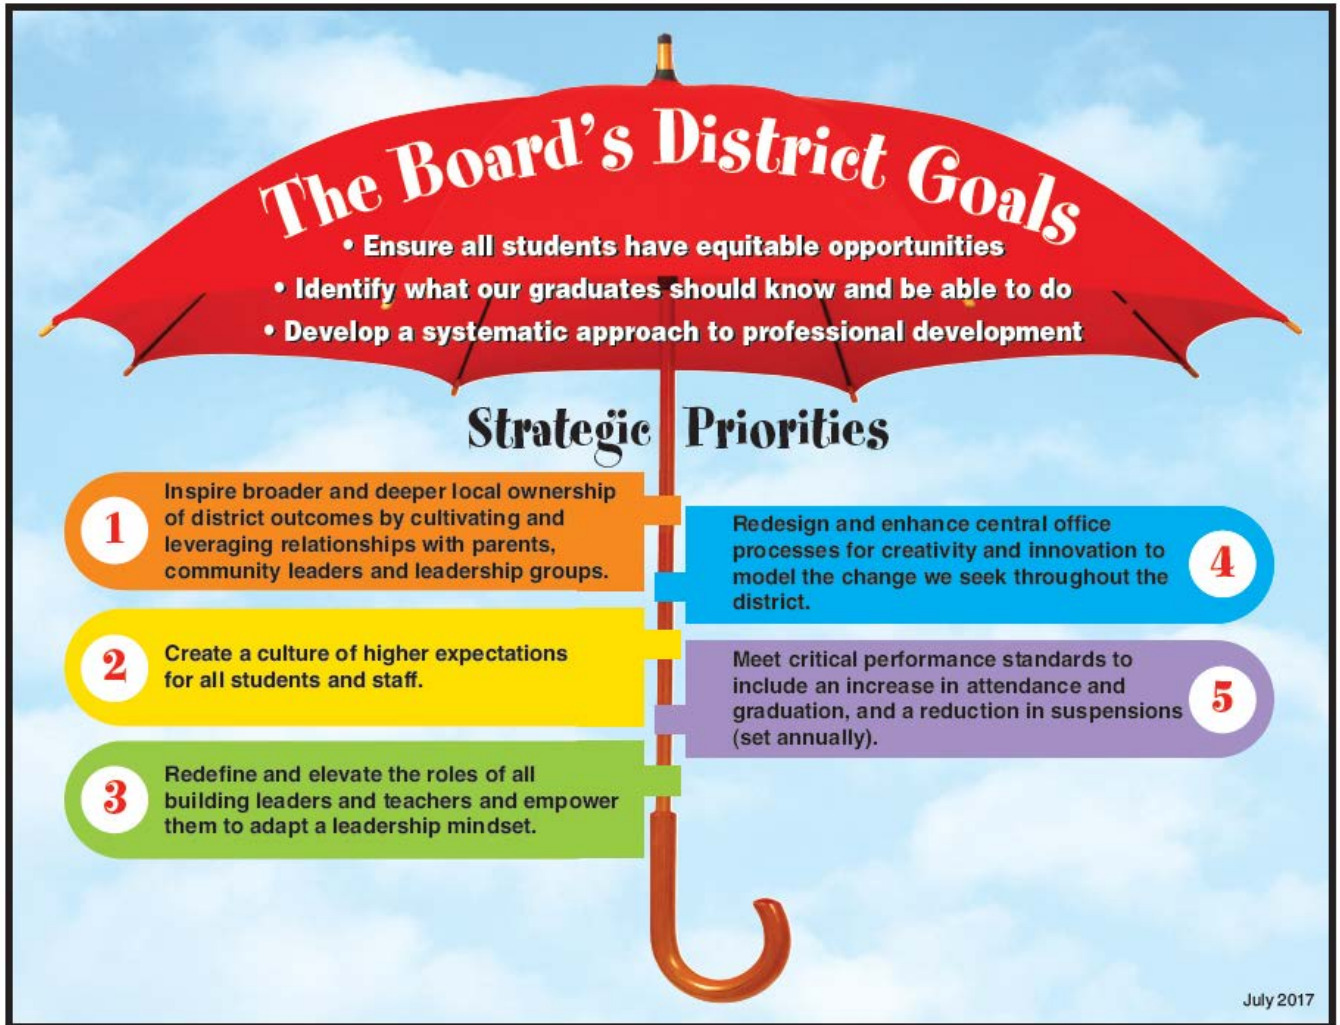 The Board's District Goals
• Ensure all students have equitable opportunities
• Identify what our graduates should know and be able to do
• Develop a systematic approach to professional development
Strategic Priorities
1
Inspire broader and deeper local ownership
of district outcomes by cultivating and
leveraging relationships with parents,
community leaders and leadership groups.
2
Create a culture of higher expectations
for all students and staff.
3
Redefine and elevate the roles of all
building leaders and teachers and empower
them to adapt a leadership mindset.
Redesign and enhance central office
processes for creativity and innovation to
model the change we seek throughout the
district.
4
Meet critical performance standards to
include an increase in attendance and
graduation, and a reduction in suspensions
(set annually).
5
July 2017